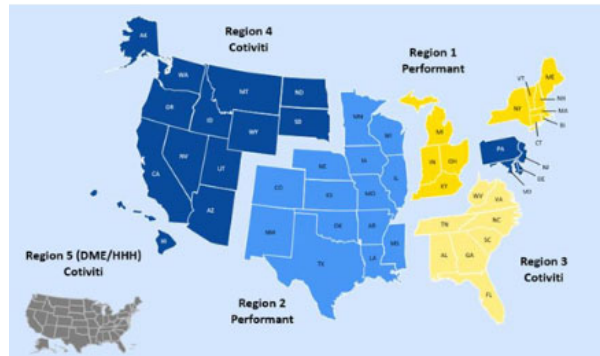 Region 4
Cotiviti
Region 1
Performant
AK
WA
MT
ND
OR
ID
SD
WY
NV
UT
CA
AZ
HI
MN
WI
IA
NE
IL
CO
KS
MO
NM
OK
AR
TX
LA
MS
MI
IN
OH
KY
VT
ME
NY
NH
MA
RI
CT
PA
NJ
DE
MD
WV
VA
TN
NC
SC
AL
GA
FL
Region 5 (DME/HHH)
Cotiviti
Region 2
Performant
Region 3
Cotiviti